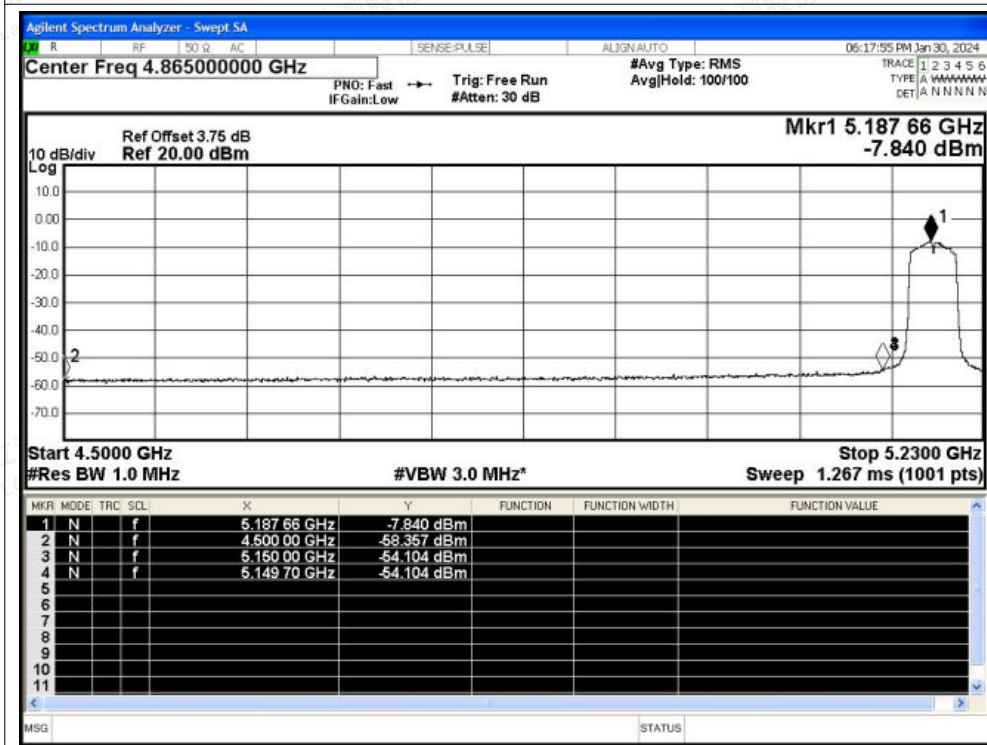 Agilent Spectrum Analyzer - Swept SA
R RF 50 Ω AC SENSE:PULSE ALIGN AUTO 06:17:55 PM Jan 30, 2024
Center Freq 4.865000000 GHz #Avg Type: RMS TRACE 1 2 3 4 5 6
PNO: Fast Trig: Free Run Avg|Hold: 100/100 TYPE A WWWWW
IFGain:Low #Atten: 30 dB DET A N N N N N
Mkr1 5.187 66 GHz
-7.840 dBm
Ref Offset 3.75 dB
10 dB/div Ref 20.00 dBm
Log
10.0
0.00
-10.0
-20.0
-30.0
-40.0
-50.0
-60.0
-70.0
1
2
3
Start 4.5000 GHz Stop 5.2300 GHz
#Res BW 1.0 MHz #VBW 3.0 MHz* Sweep 1.267 ms (1001 pts)
MKR MODE TRC SCL X Y FUNCTION FUNCTION WIDTH FUNCTION VALUE
1 N f 5.187 66 GHz -7.840 dBm
2 N f 4.500 00 GHz -58.357 dBm
3 N f 5.150 00 GHz -54.104 dBm
4 N f 5.149 70 GHz -54.104 dBm
5
6
7
8
9
10
11
MSG STATUS